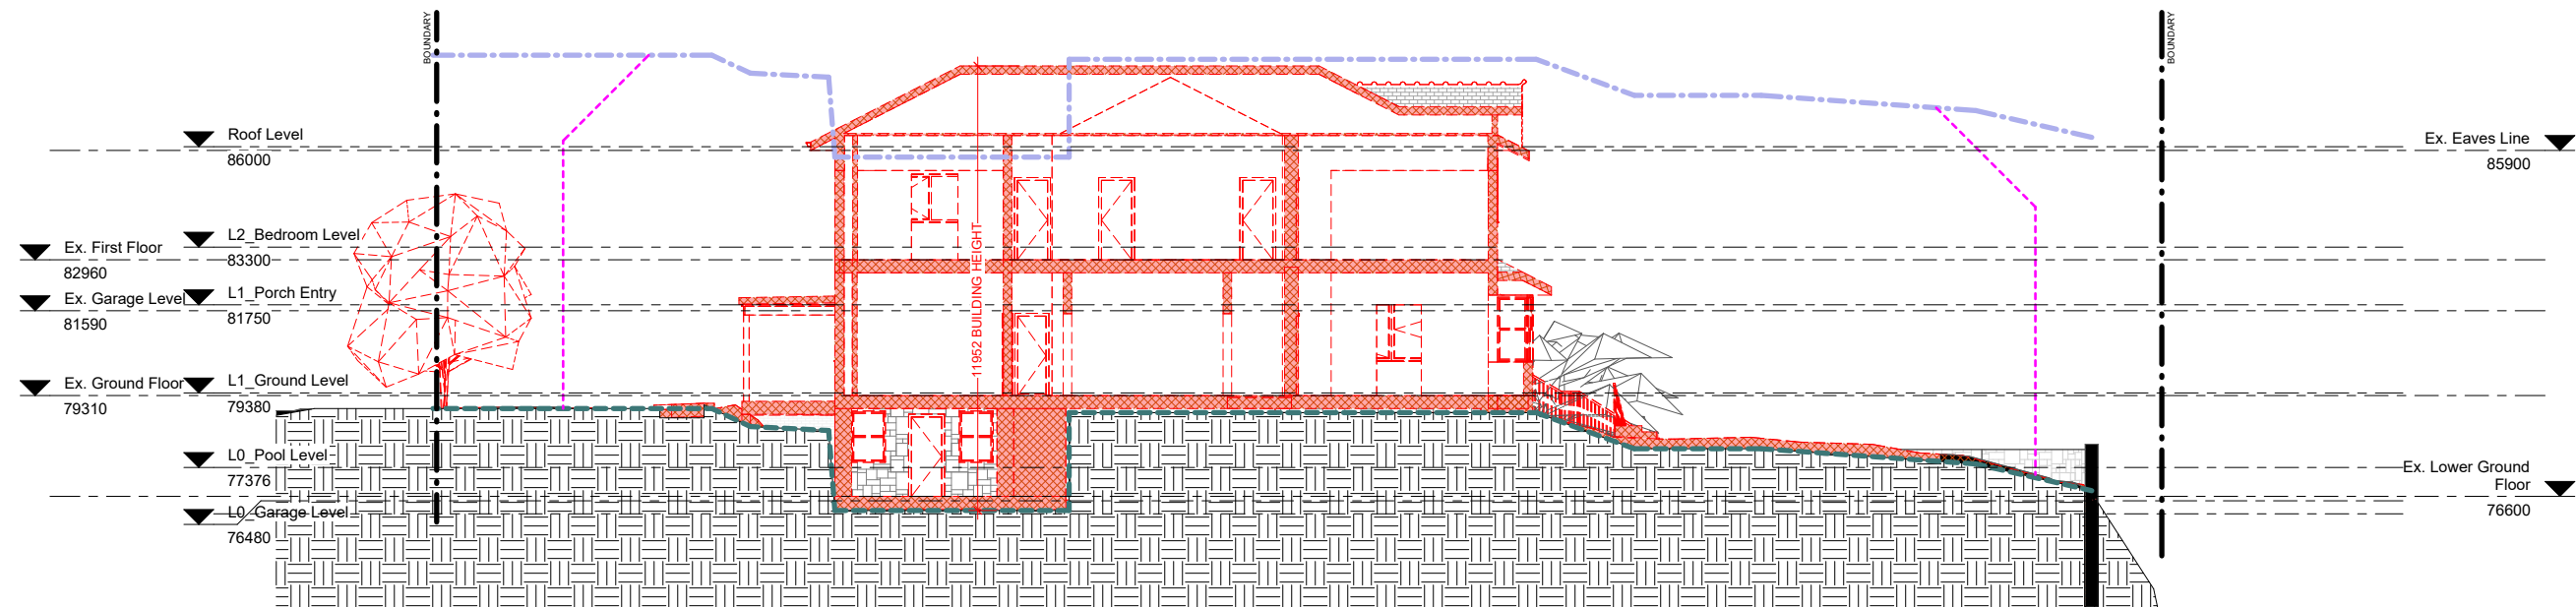 BOUNDARY
BOUNDARY
Roof Level
86000
Ex. Eaves Line
85900
L2_Bedroom Level
83300
Ex. First Floor
82960
L1_Porch Entry
81750
Ex. Garage Level
81590
11952 BUILDING HEIGHT
L1_Ground Level
79380
Ex. Ground Floor
79310
L0_Pool Level
77376
Ex. Lower Ground
Floor
76600
L0_Garage Level
76480